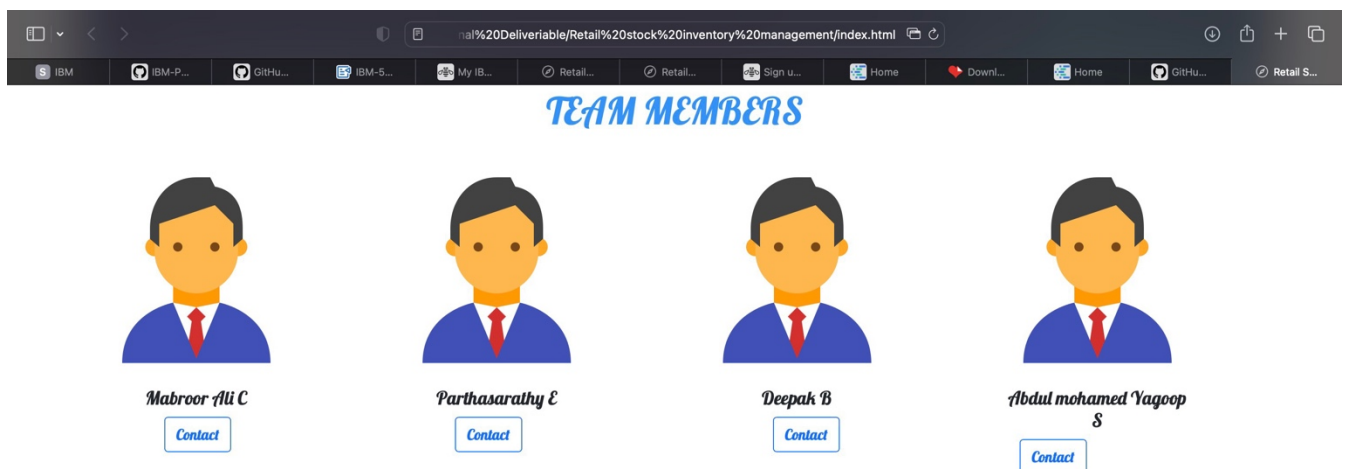 nal%20Deliveriable/Retail%20stock%20inventory%20management/index.html
S IBM IBM-P... GitHu... IBM-5... My IB... Retail... Retail... Sign u... Home Downl... Home GitHu... Retail S...
TEAM MEMBERS
Mabroor Ali C Parthasarathy E Deepak B Abdul mohamed Yagoop
S
Contact Contact Contact
Contact